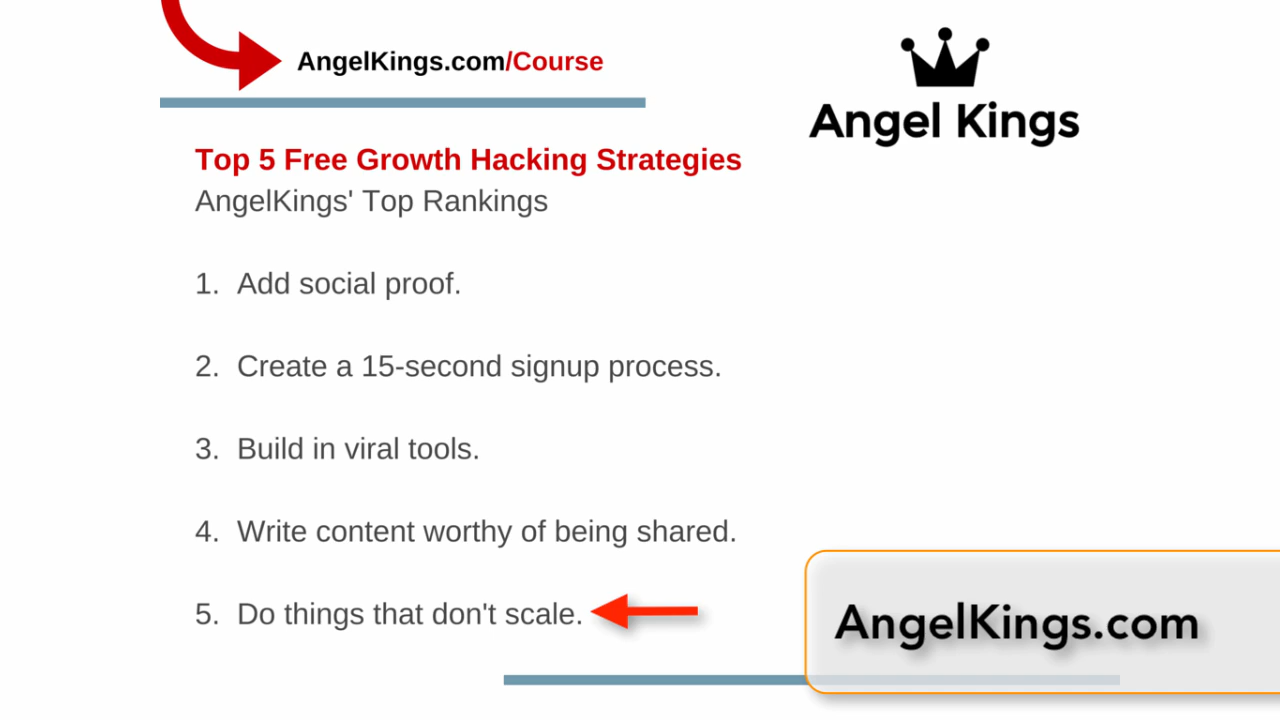 AngelKings.com/Course
Angel Kings
Top 5 Free Growth Hacking Strategies
AngelKings' Top Rankings
1. Add social proof.
2. Create a 15-second signup process.
3. Build in viral tools.
4. Write content worthy of being shared.
5. Do things that don't scale.
AngelKings.com